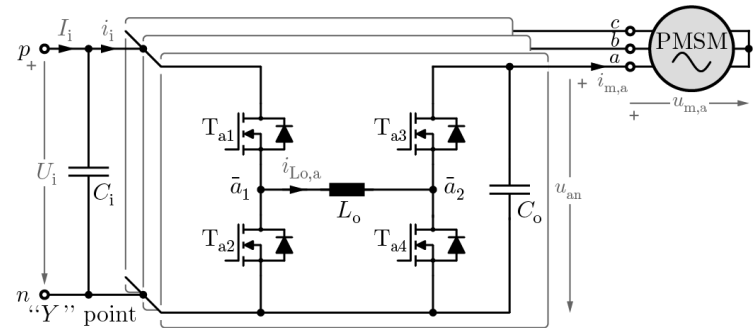 I_i
i_i
c
b
a
PMSM
p
+
+
i_m,a
u_m,a
+
T_a1
T_a3
U_i
C_i
ā_1
i_Lo,a
L_o
ā_2
C_o
u_an
T_a2
T_a4
n
"Y" point